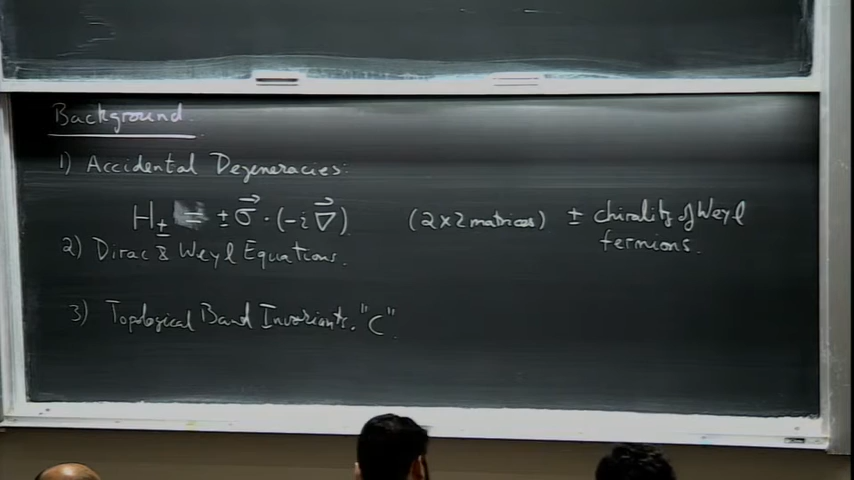 Background.
1) Accidental Degeneracies:
H± = ± σ⃗ · (-i ∇⃗) (2×2 matrices) ± chirality of Weyl
fermions.
2) Dirac & Weyl Equations.
3) Topological Band Invariants. "C".